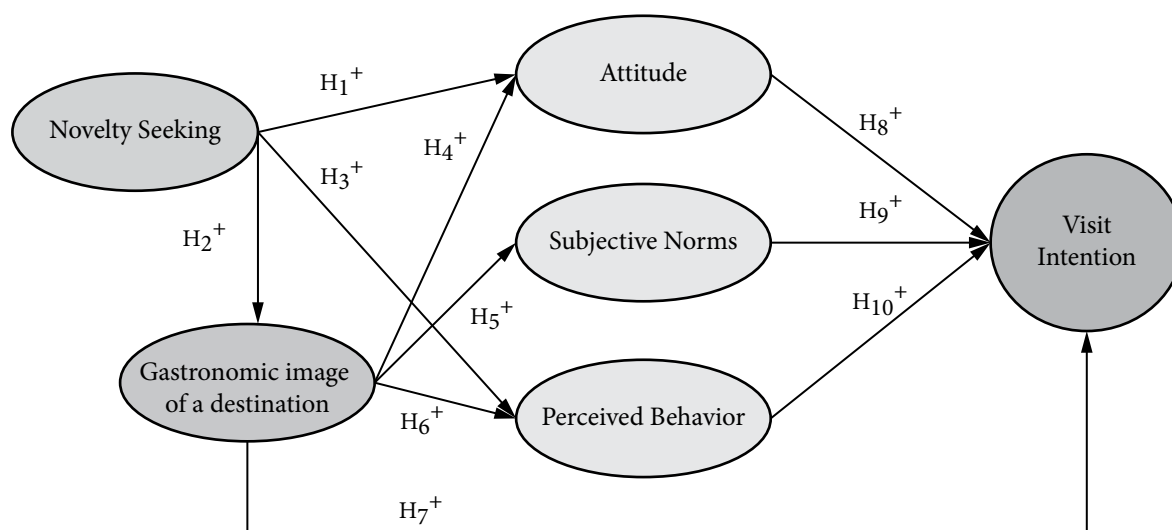 Attitude
H1+
Novelty Seeking
H4+
H8+
H3+
H2+
Subjective Norms
H9+
Visit
Intention
H5+
H10+
Gastronomic image
of a destination
Perceived Behavior
H6+
H7+